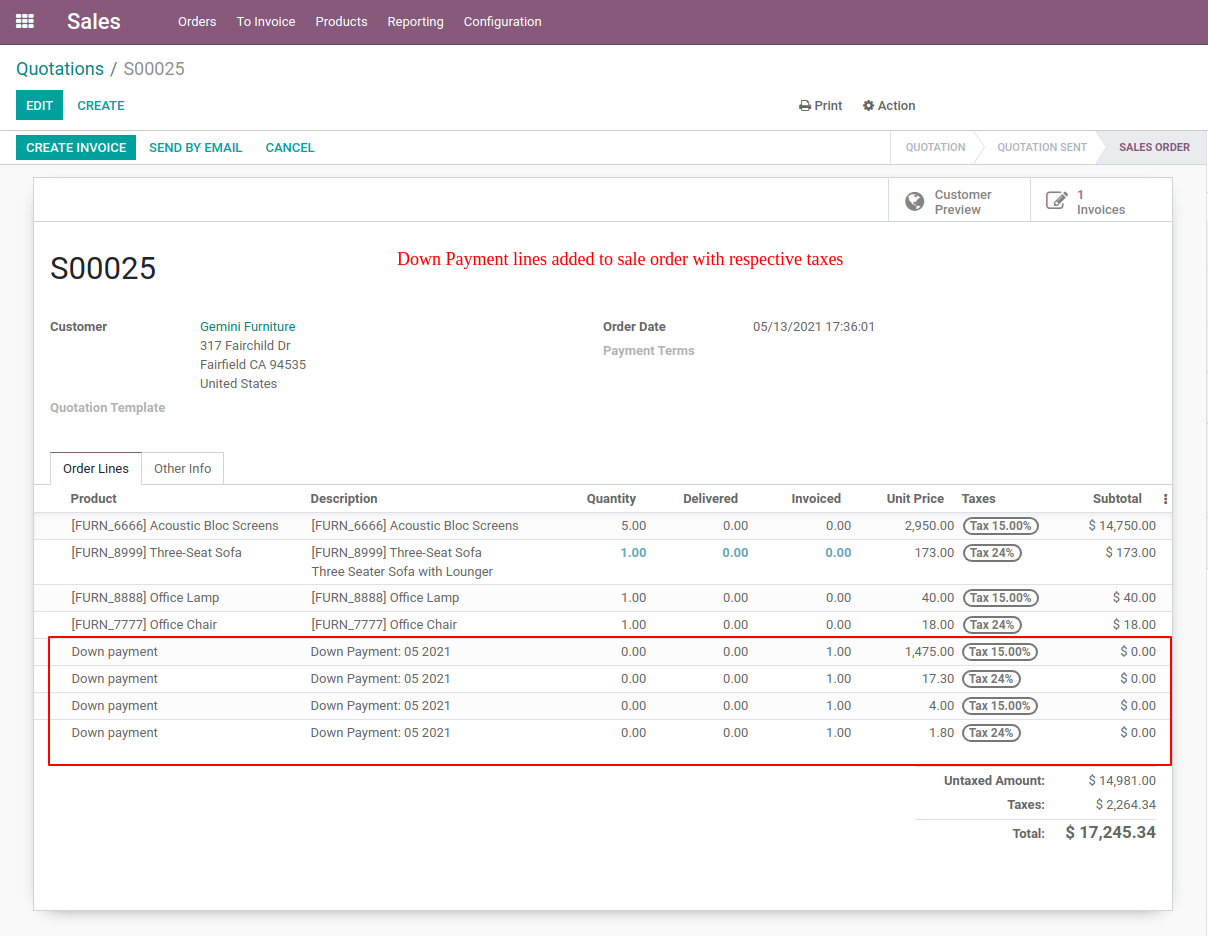 Sales Orders To Invoice Products Reporting Configuration
Quotations / S00025
EDIT CREATE Print Action
CREATE INVOICE SEND BY EMAIL CANCEL QUOTATION QUOTATION SENT SALES ORDER
Customer Preview 1 Invoices
S00025 Down Payment lines added to sale order with respective taxes
Customer Gemini Furniture Order Date 05/13/2021 17:36:01
317 Fairchild Dr Payment Terms
Fairfield CA 94535
United States
Quotation Template
Order Lines Other Info
Product Description Quantity Delivered Invoiced Unit Price Taxes Subtotal
[FURN_6666] Acoustic Bloc Screens [FURN_6666] Acoustic Bloc Screens 5.00 0.00 0.00 2,950.00 Tax 15.00% $ 14,750.00
[FURN_8999] Three-Seat Sofa [FURN_8999] Three-Seat Sofa 1.00 0.00 0.00 173.00 Tax 24% $ 173.00
Three Seater Sofa with Lounger
[FURN_8888] Office Lamp [FURN_8888] Office Lamp 1.00 0.00 0.00 40.00 Tax 15.00% $ 40.00
[FURN_7777] Office Chair [FURN_7777] Office Chair 1.00 0.00 0.00 18.00 Tax 24% $ 18.00
Down payment Down Payment: 05 2021 0.00 0.00 1.00 1,475.00 Tax 15.00% $ 0.00
Down payment Down Payment: 05 2021 0.00 0.00 1.00 17.30 Tax 24% $ 0.00
Down payment Down Payment: 05 2021 0.00 0.00 1.00 4.00 Tax 15.00% $ 0.00
Down payment Down Payment: 05 2021 0.00 0.00 1.00 1.80 Tax 24% $ 0.00
Untaxed Amount: $ 14,981.00
Taxes: $ 2,264.34
Total: $ 17,245.34